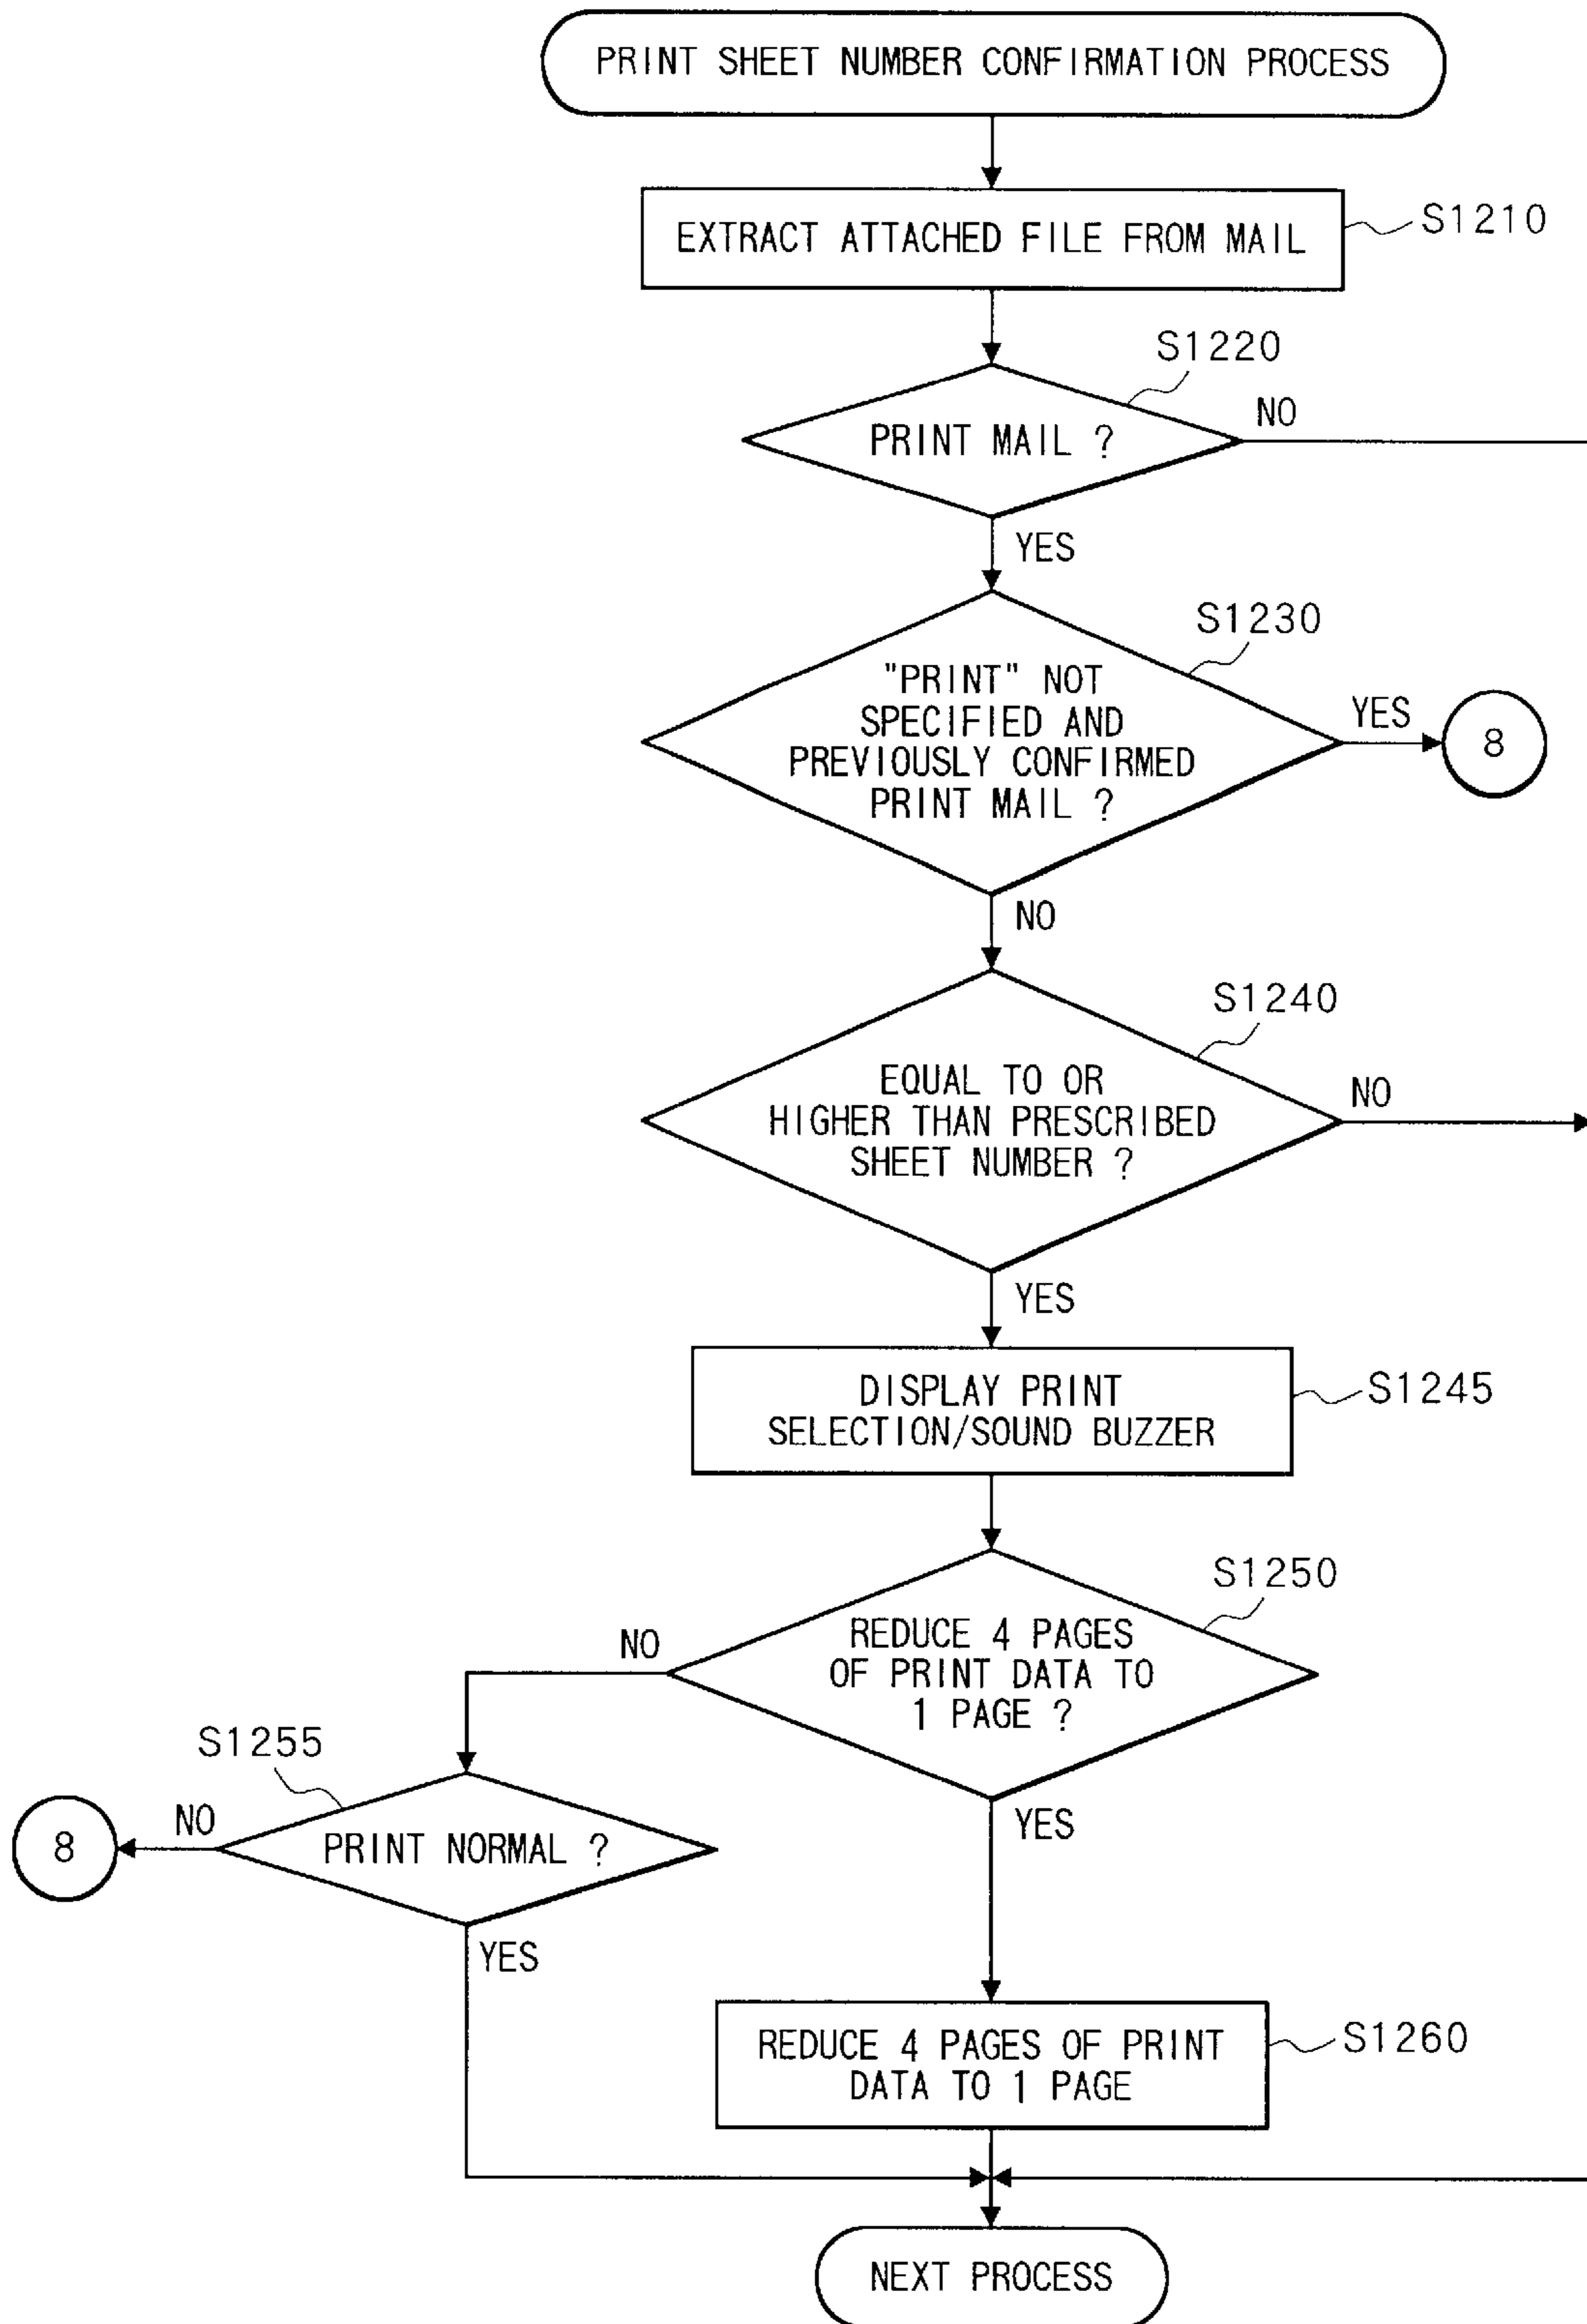 PRINT SHEET NUMBER CONFIRMATION PROCESS
EXTRACT ATTACHED FILE FROM MAIL
S1210
S1220
PRINT MAIL ?
NO
YES
S1230
"PRINT" NOT
SPECIFIED AND
PREVIOUSLY CONFIRMED
PRINT MAIL ?
YES
8
NO
S1240
EQUAL TO OR
HIGHER THAN PRESCRIBED
SHEET NUMBER ?
NO
YES
DISPLAY PRINT
SELECTION/SOUND BUZZER
S1245
S1250
REDUCE 4 PAGES
OF PRINT DATA TO
1 PAGE ?
NO
YES
S1255
PRINT NORMAL ?
NO
8
YES
REDUCE 4 PAGES OF PRINT
DATA TO 1 PAGE
S1260
NEXT PROCESS